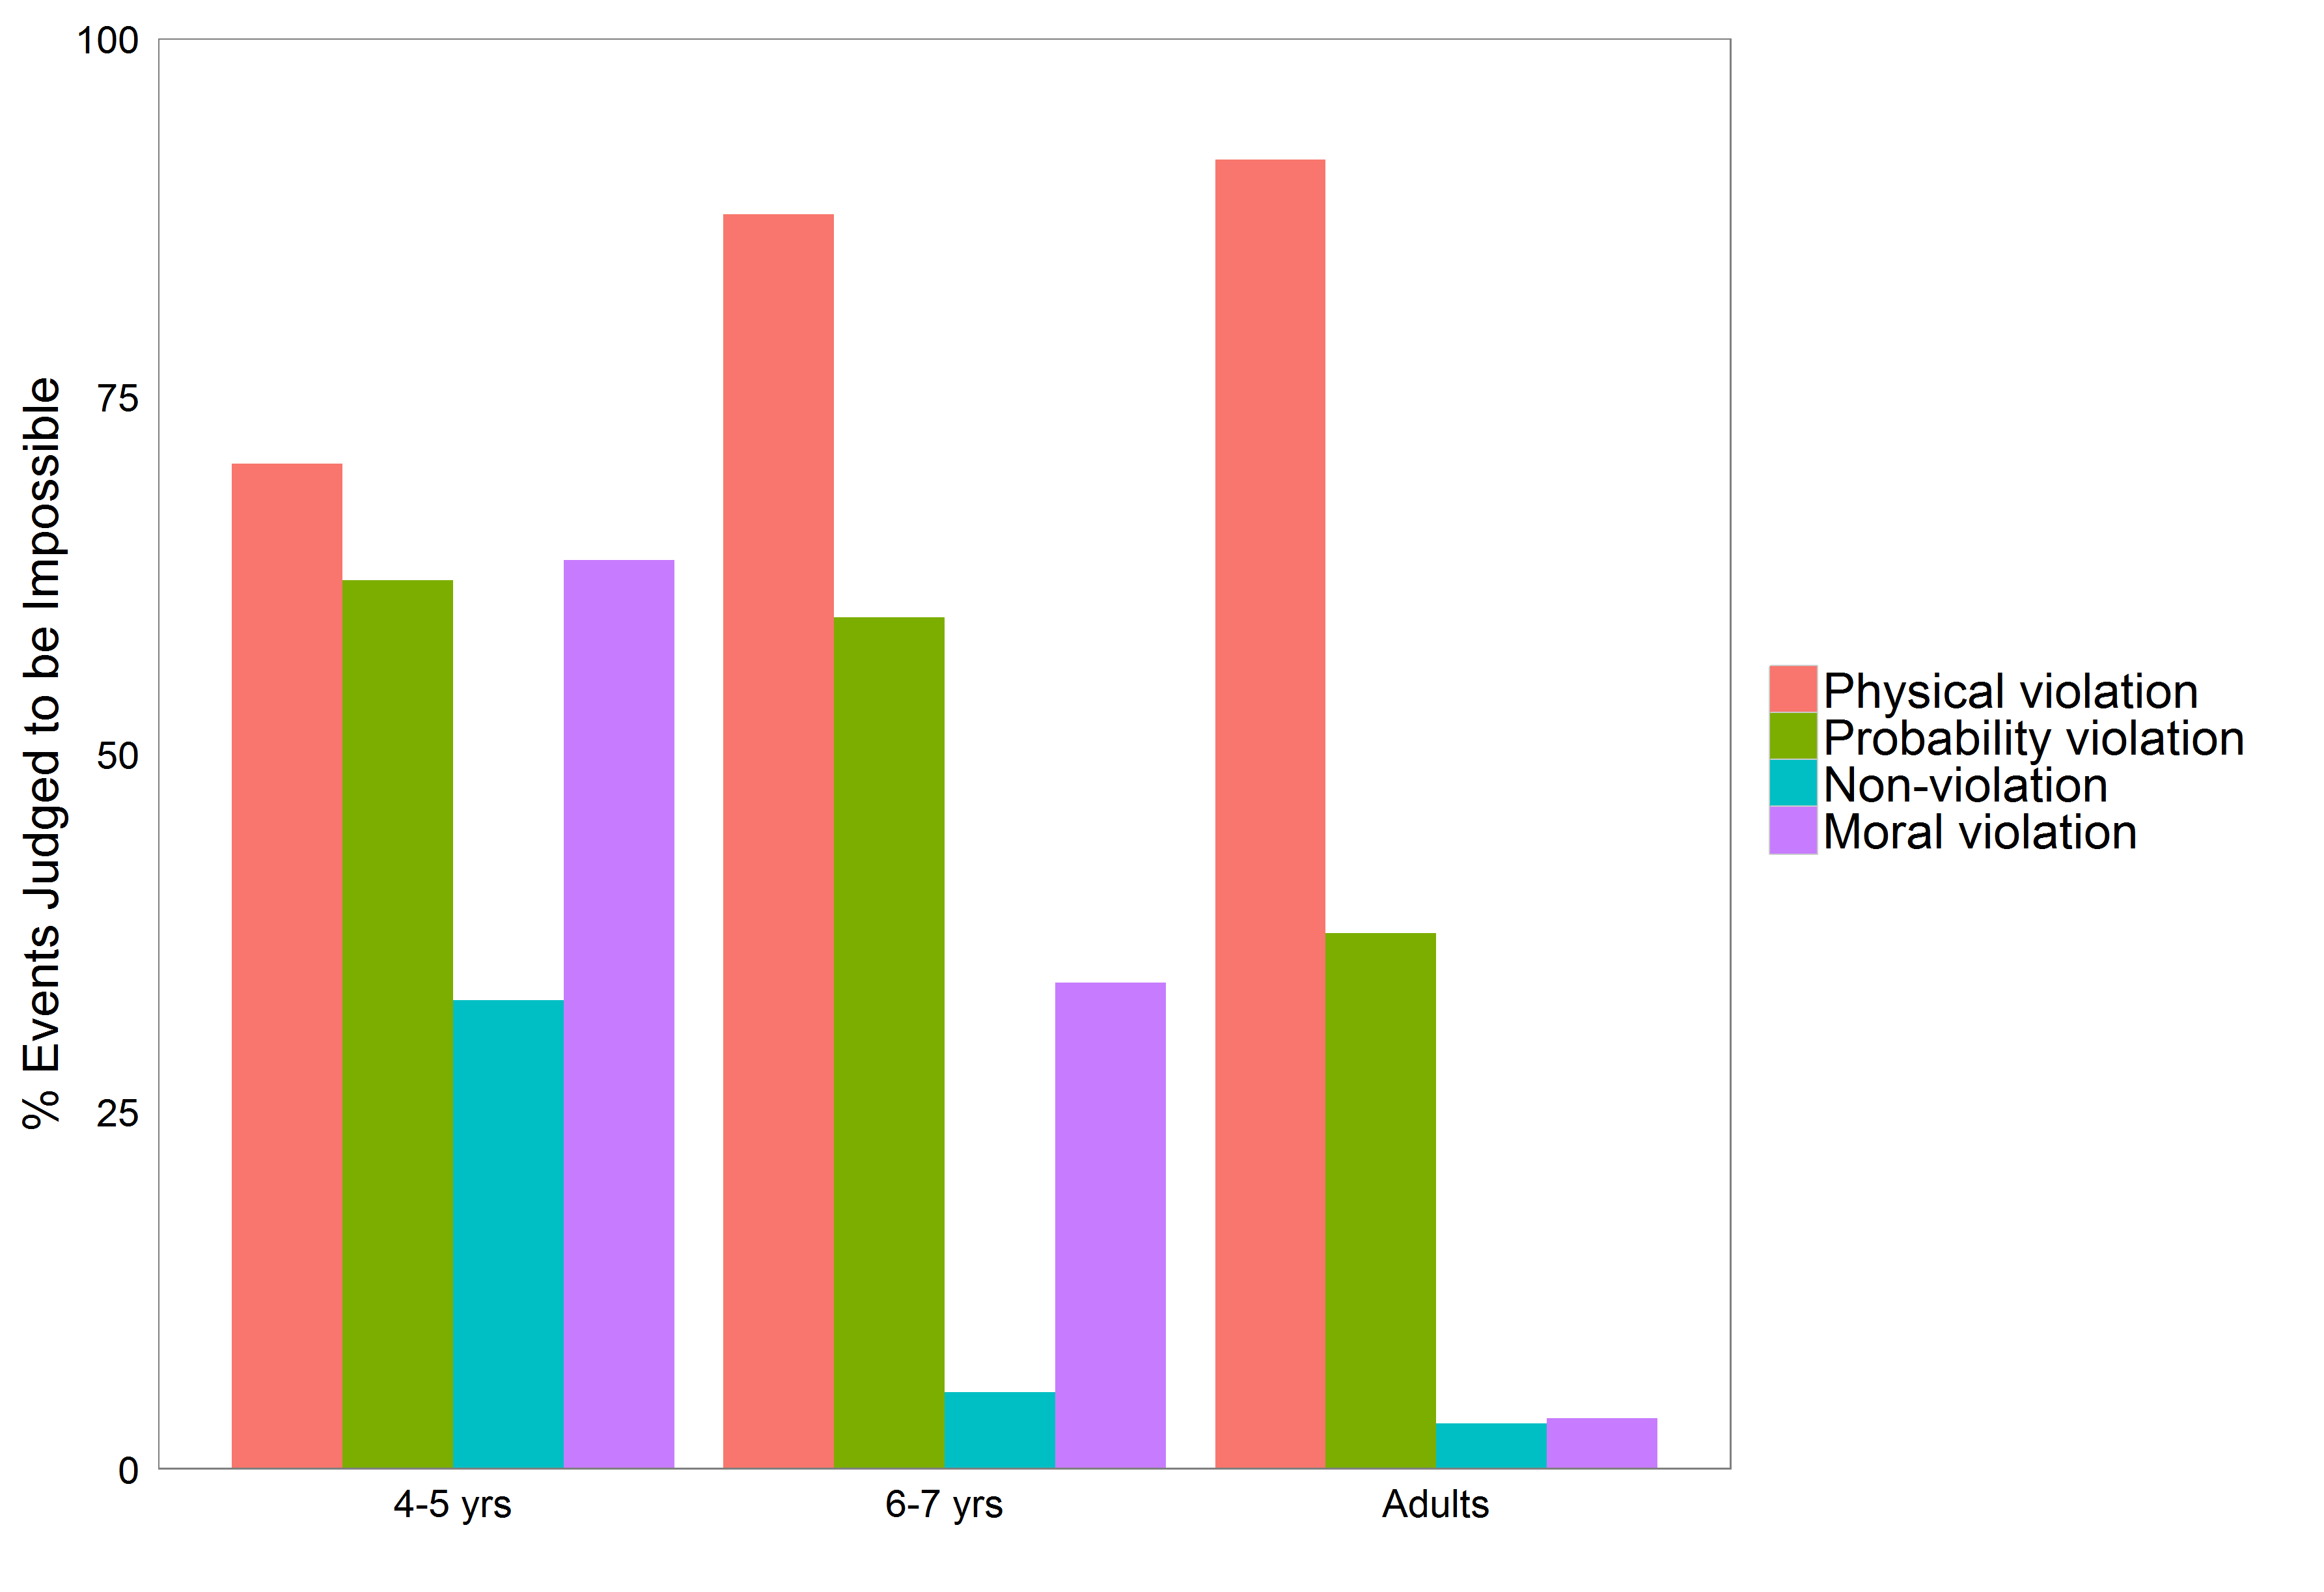 % Events Judged to be Impossible
100
75
50
25
0
4-5 yrs
6-7 yrs
Adults
Physical violation
Probability violation
Non-violation
Moral violation